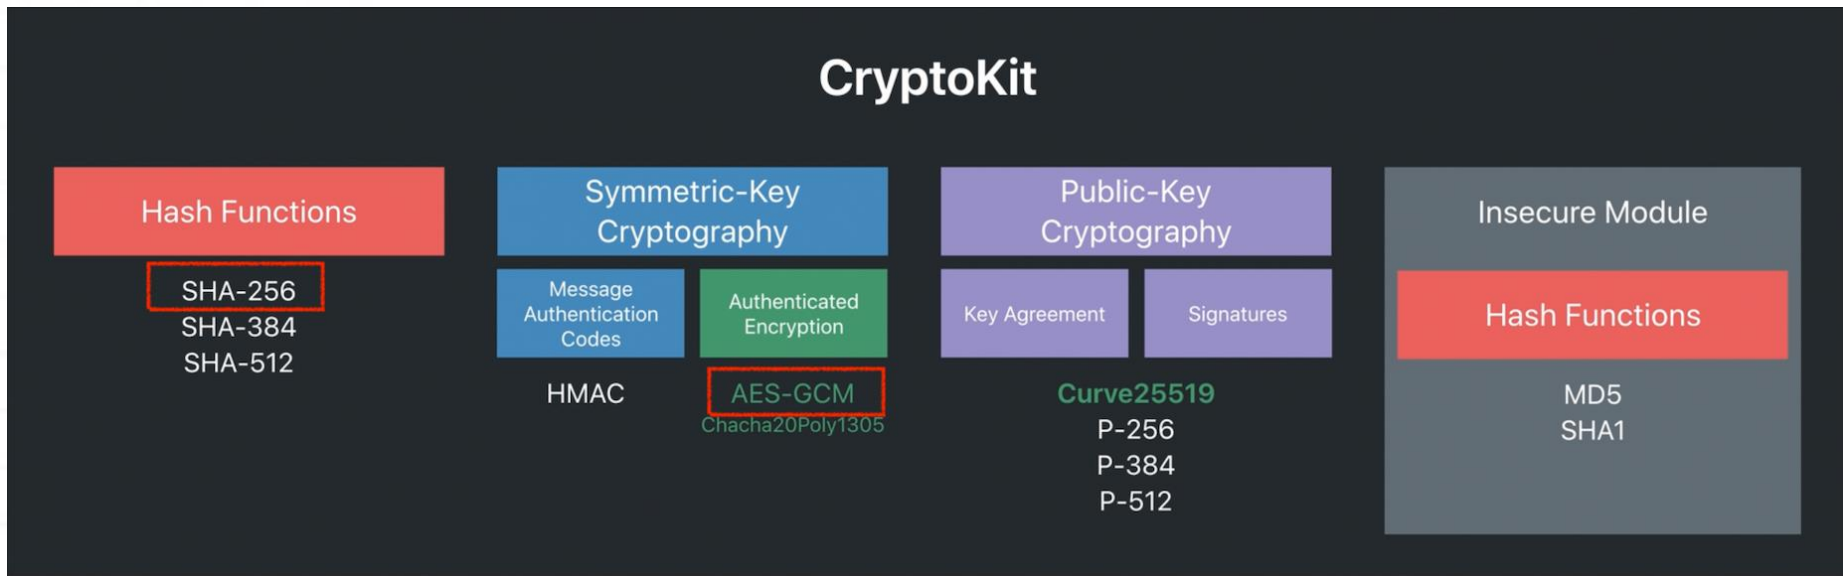 CryptoKit
Hash Functions
SHA-256
SHA-384
SHA-512
Symmetric-Key
Cryptography
Message
Authentication
Codes
HMAC
Authenticated
Encryption
AES-GCM
Chacha20Poly1305
Public-Key
Cryptography
Key Agreement
Signatures
Curve25519
P-256
P-384
P-512
Insecure Module
Hash Functions
MD5
SHA1